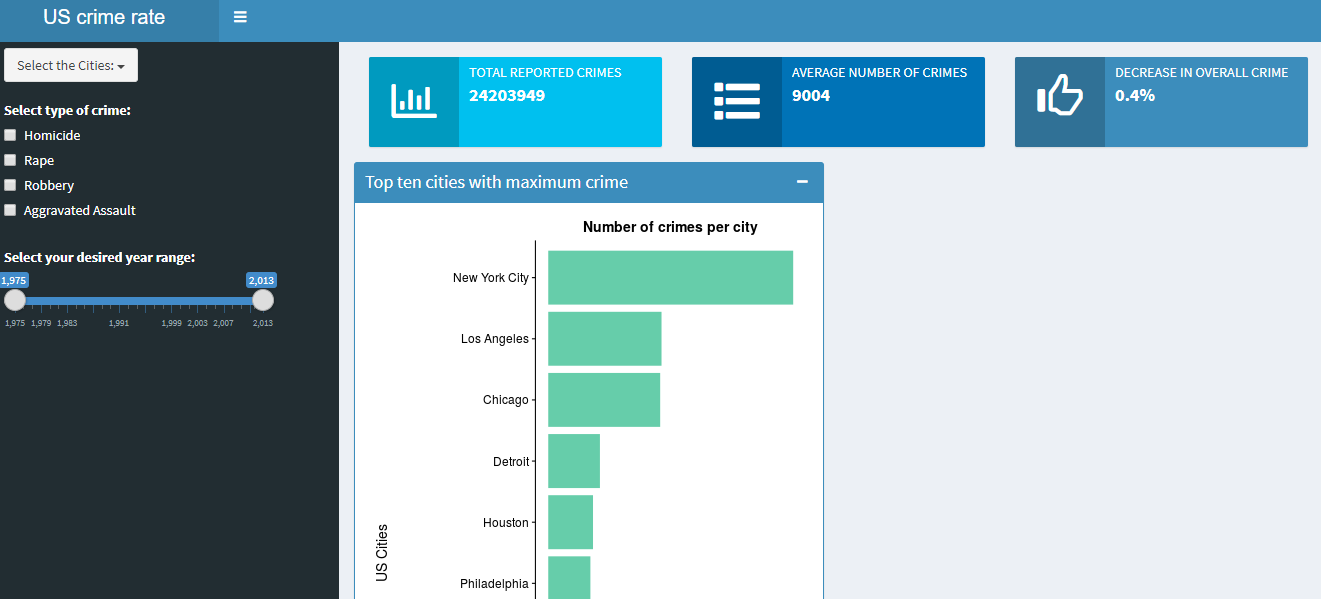 US crime rate
Select the Cities:
Select type of crime:
Homicide
Rape
Robbery
Aggravated Assault
Select your desired year range:
1,975 2,013
1,975 1,979 1,983 1,991 1,999 2,003 2,007 2,013
TOTAL REPORTED CRIMES
24203949
AVERAGE NUMBER OF CRIMES
9004
DECREASE IN OVERALL CRIME
0.4%
Top ten cities with maximum crime
Number of crimes per city
New York City
Los Angeles
Chicago
Detroit
Houston
Philadelphia
US Cities